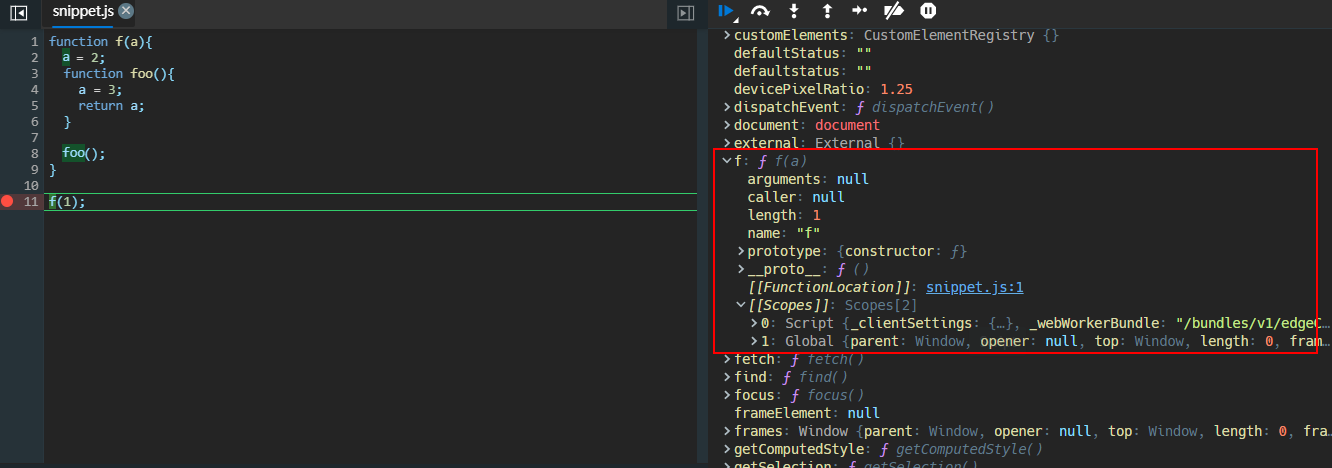 snippet.js
1 function f(a){
2 a = 2;
3 function foo(){
4 a = 3;
5 return a;
6 }
7
8 foo();
9 }
10
11 f(1);
customElements: CustomElementRegistry {}
defaultStatus: ""
defaultstatus: ""
devicePixelRatio: 1.25
dispatchEvent: ƒ dispatchEvent()
document: document
external: External {}
f: ƒ f(a)
arguments: null
caller: null
length: 1
name: "f"
prototype: {constructor: ƒ}
__proto__: ƒ ()
[[FunctionLocation]]: snippet.js:1
[[Scopes]]: Scopes[2]
0: Script {_clientSettings: {…}, _webWorkerBundle: "/bundles/v1/edgeC…
1: Global {parent: Window, opener: null, top: Window, length: 0, fram…
fetch: ƒ fetch()
find: ƒ find()
focus: ƒ focus()
frameElement: null
frames: Window {parent: Window, opener: null, top: Window, length: 0, fra…
getComputedStyle: ƒ getComputedStyle()
getSelection: ƒ getSelection()